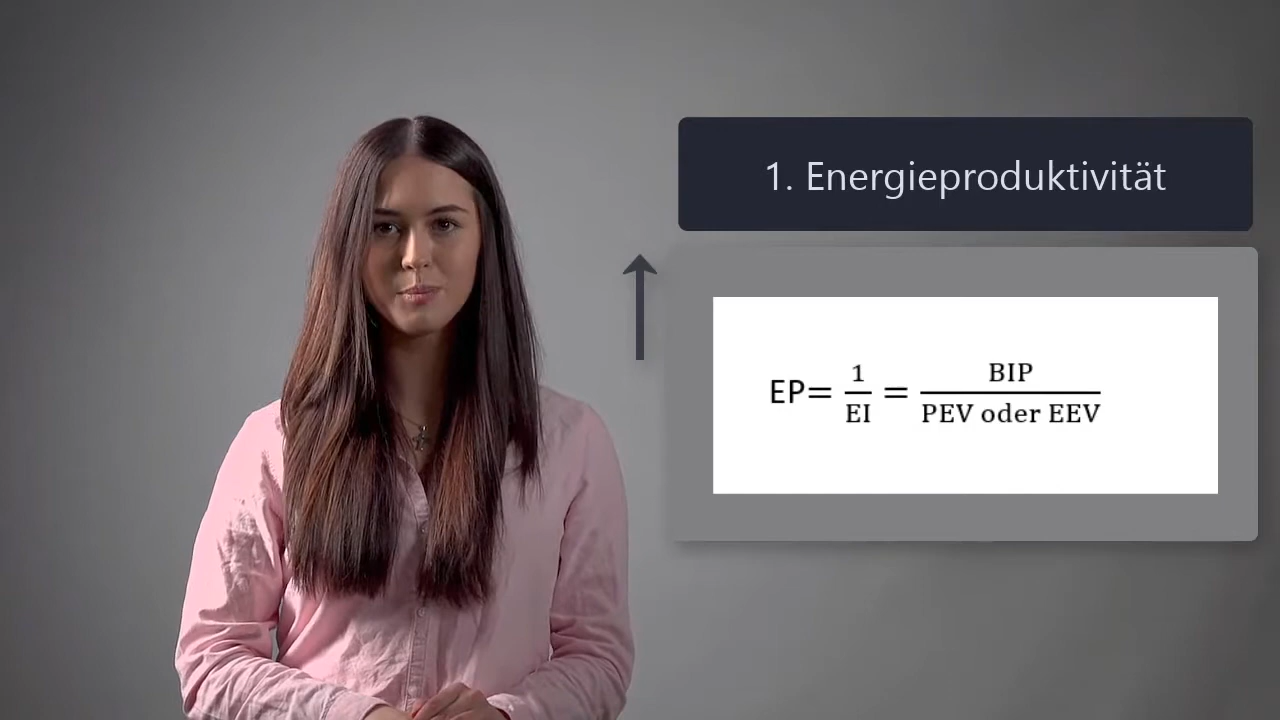 1. Energieproduktivität
EP= 1/EI = BIP/PEV oder EEV